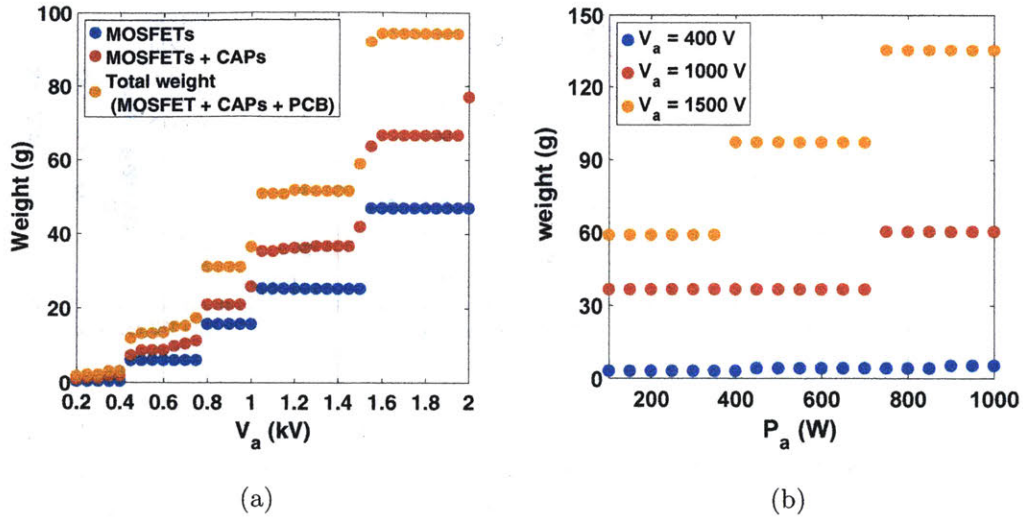 100
80
60
40
20
0
Weight (g)
MOSFETs
MOSFETs + CAPs
Total weight
(MOSFET + CAPs + PCB)
0.2 0.4 0.6 0.8 1 1.2 1.4 1.6 1.8 2
V_a (kV)
(a)
150
120
90
60
30
0
weight (g)
V_a = 400 V
V_a = 1000 V
V_a = 1500 V
200 400 600 800 1000
P_a (W)
(b)